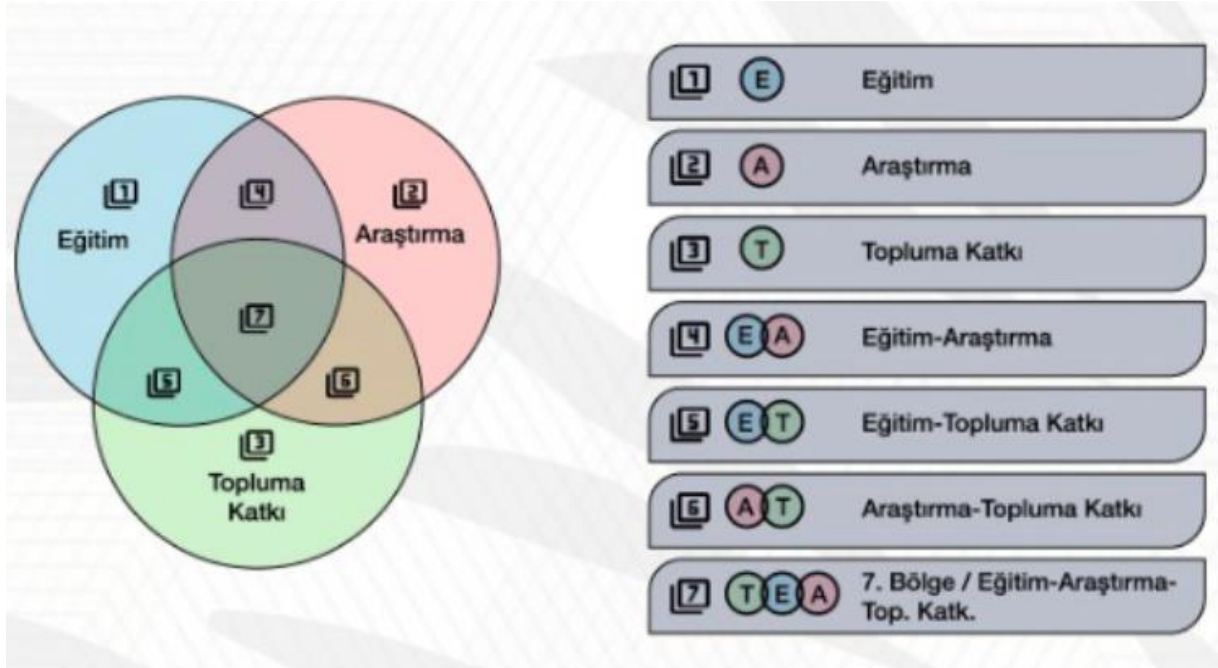 1
4
2
Eğitim
Araştırma
7
5
6
3
Topluma
Katkı
1 E Eğitim
2 A Araştırma
3 T Topluma Katkı
4 E A Eğitim-Araştırma
5 E T Eğitim-Topluma Katkı
6 A T Araştırma-Topluma Katkı
7 T E A 7. Bölge / Eğitim-Araştırma-
Top. Katk.